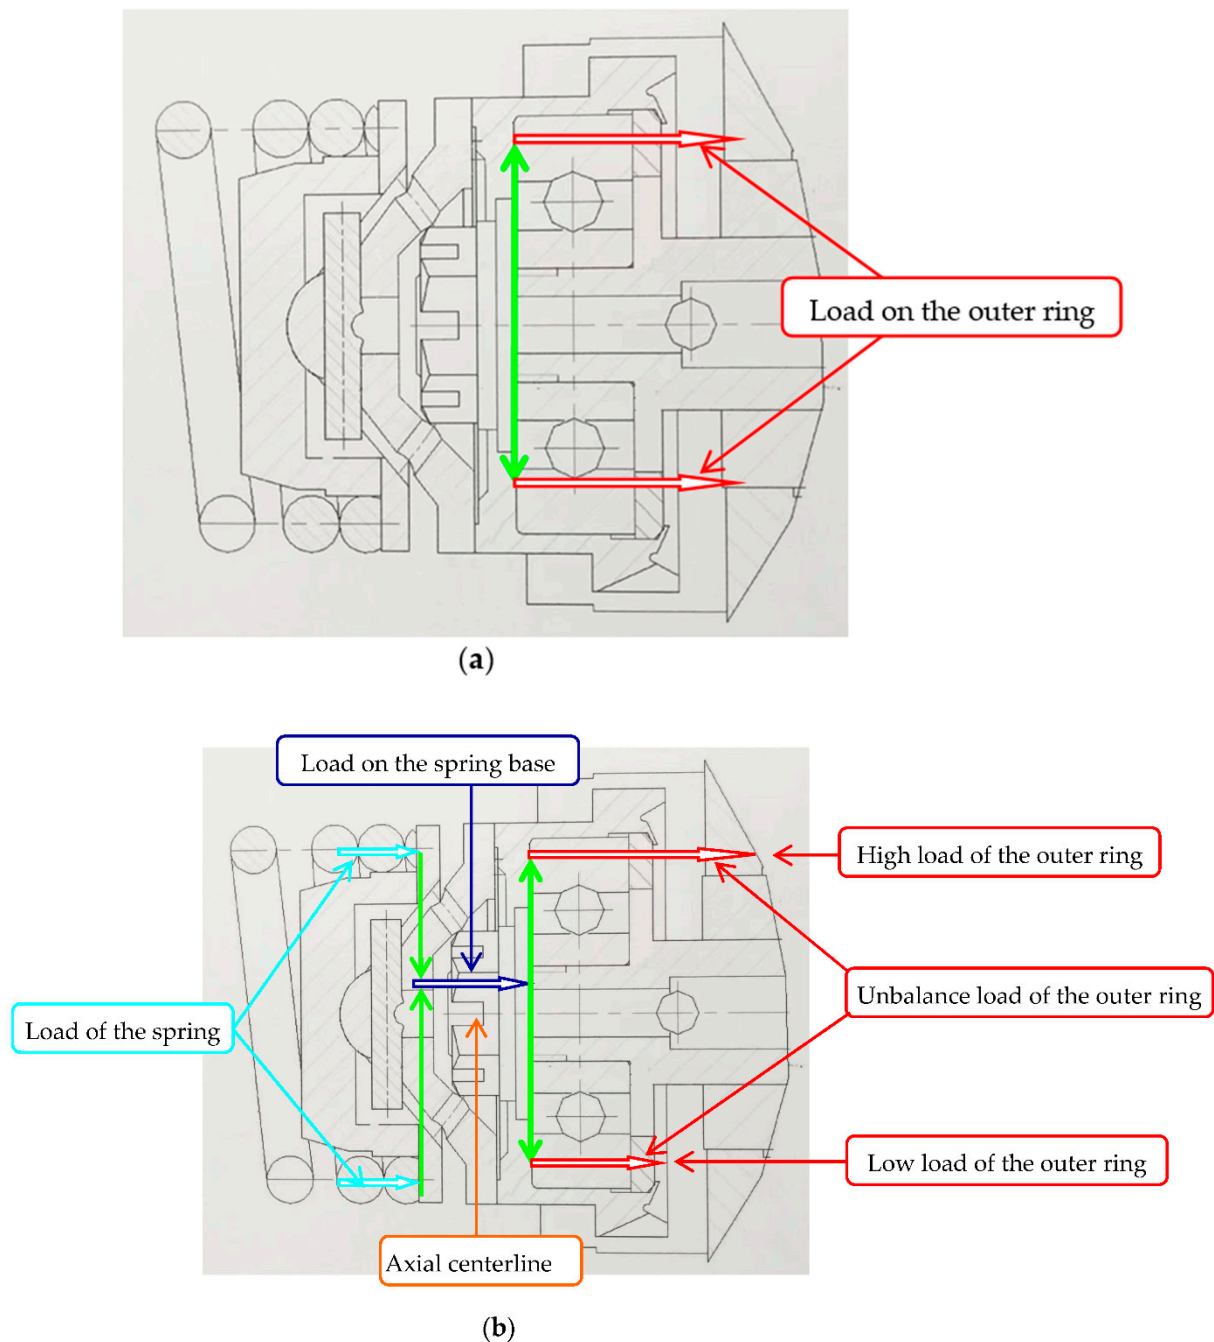 Load on the outer ring
(a)
Load on the spring base
High load of the outer ring
Unbalance load of the outer ring
Load of the spring
Low load of the outer ring
Axial centerline
(b)